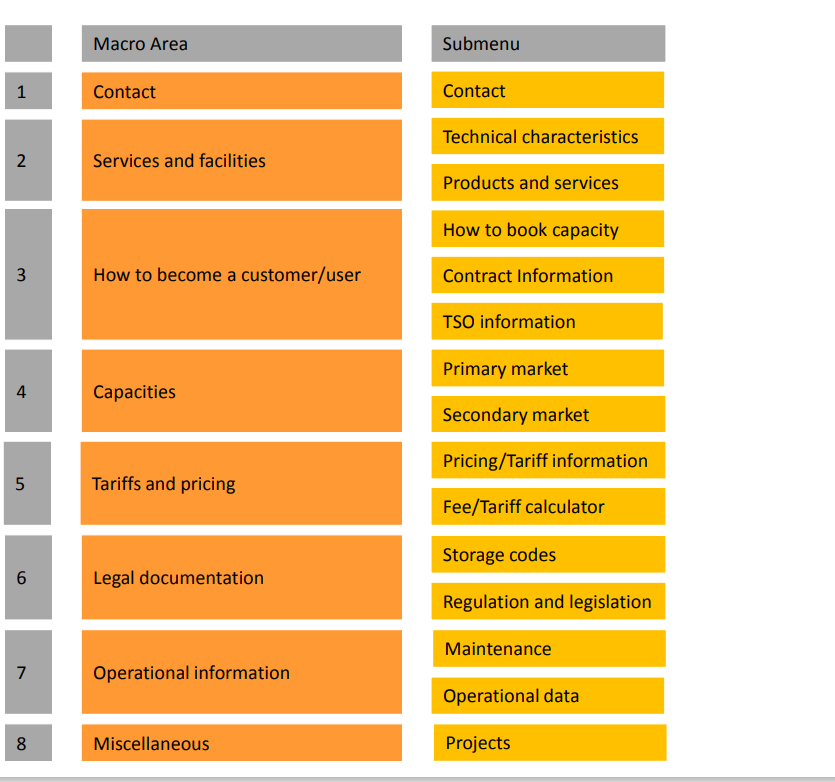 Macro Area
Submenu
1
Contact
Contact
2
Services and facilities
Technical characteristics
Products and services
3
How to become a customer/user
How to book capacity
Contract Information
TSO information
4
Capacities
Primary market
Secondary market
5
Tariffs and pricing
Pricing/Tariff information
Fee/Tariff calculator
6
Legal documentation
Storage codes
Regulation and legislation
7
Operational information
Maintenance
Operational data
8
Miscellaneous
Projects